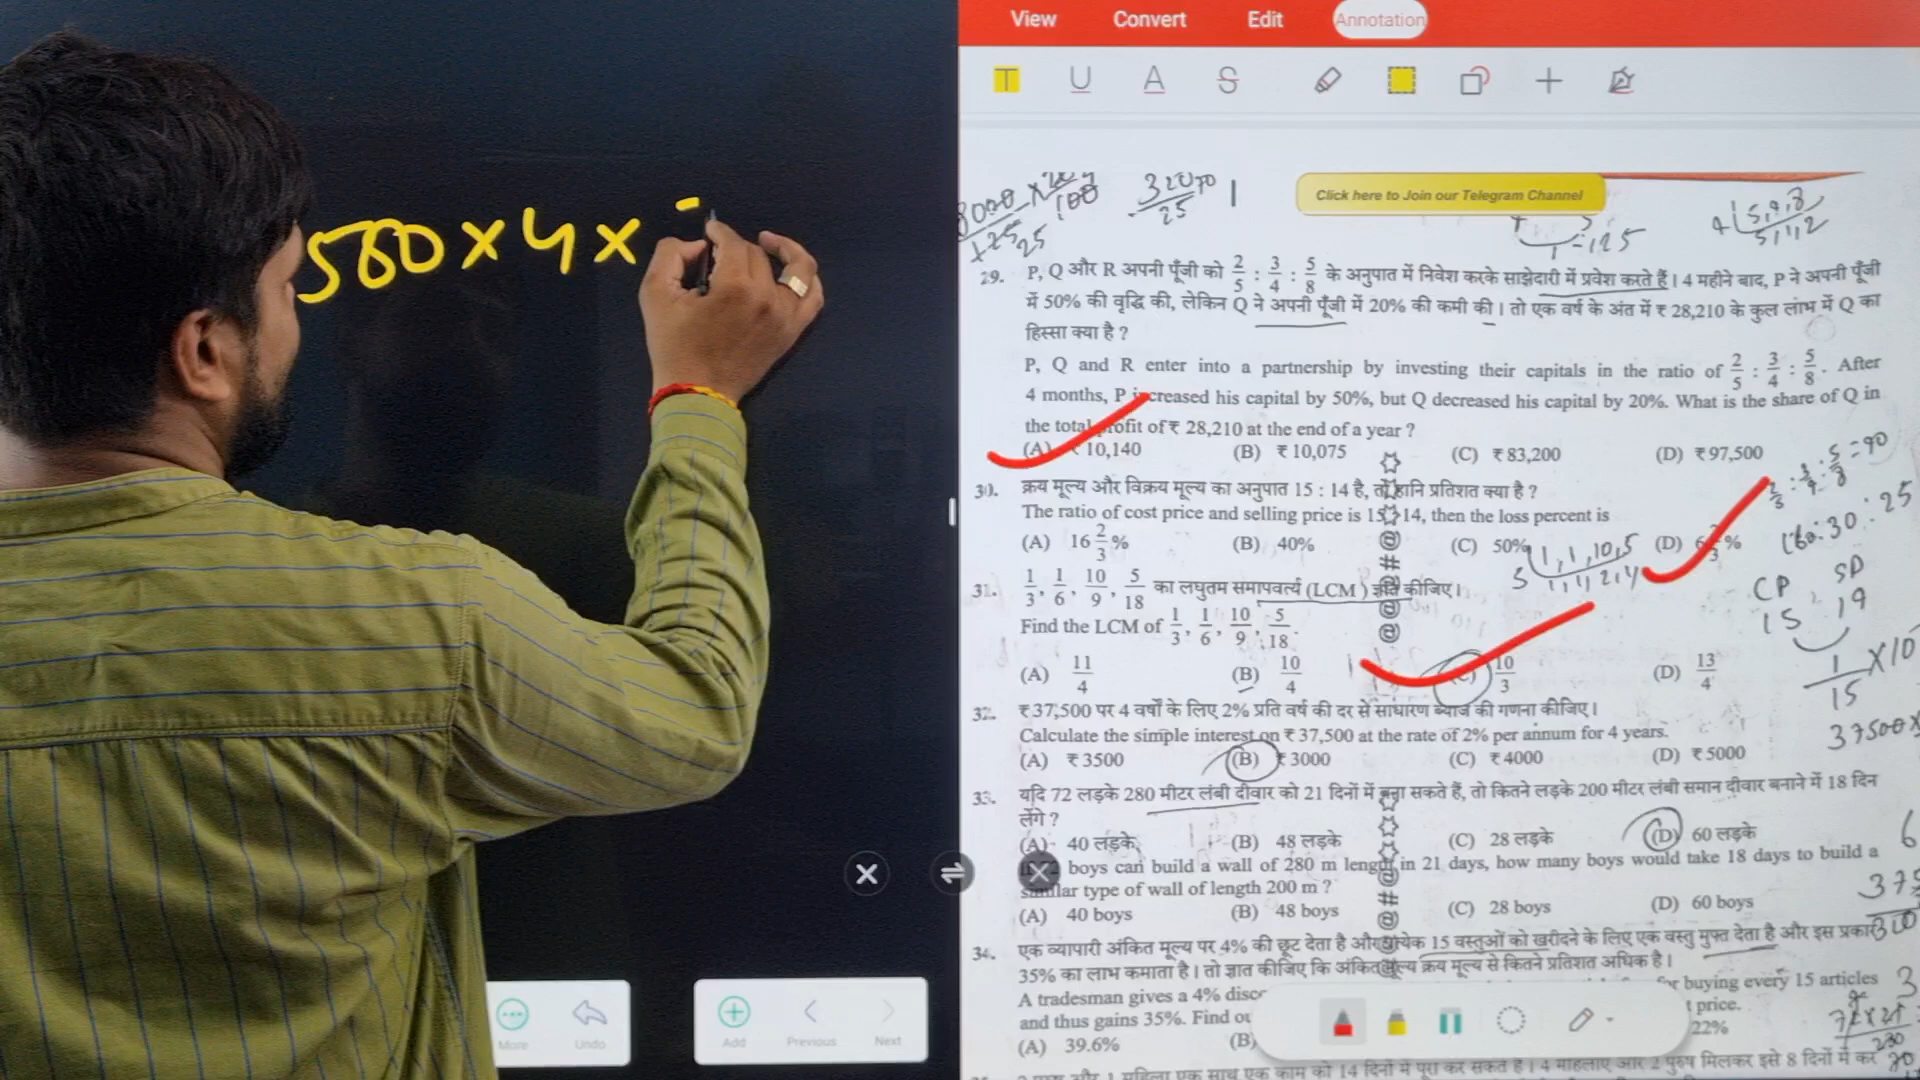 View Convert Edit Annotation
T U A S
Click here to Join our Telegram Channel
29. P, Q और R अपनी पूँजी को 2/5 : 3/4 : 5/8 के अनुपात में निवेश करके साझेदारी में प्रवेश करते हैं। 4 महीने बाद, P ने अपनी पूँजी
में 50% की वृद्धि की, लेकिन Q ने अपनी पूँजी में 20% की कमी की। तो एक वर्ष के अंत में ₹ 28,210 के कुल लाभ में Q का
हिस्सा क्या है ?
P, Q and R enter into a partnership by investing their capitals in the ratio of 2/5 : 3/4 : 5/8 . After
4 months, P increased his capital by 50%, but Q decreased his capital by 20%. What is the share of Q in
the total profit of ₹ 28,210 at the end of a year ?
(A) ₹ 10,140 (B) ₹ 10,075 (C) ₹ 83,200 (D) ₹ 97,500
30. क्रय मूल्य और विक्रय मूल्य का अनुपात 15 : 14 है, तो हानि प्रतिशत क्या है ?
The ratio of cost price and selling price is 15 : 14, then the loss percent is
(A) 16 2/3 % (B) 40% (C) 50% (D) 6 2/3 %
31. 1/3, 1/6, 10/9, 5/18 का लघुतम समापवर्त्य (LCM) ज्ञात कीजिए।
Find the LCM of 1/3, 1/6, 10/9, 5/18.
(A) 11/4 (B) 10/4 (C) 10/3 (D) 13/4
32. ₹ 37,500 पर 4 वर्षों के लिए 2% प्रति वर्ष की दर से साधारण ब्याज की गणना कीजिए।
Calculate the simple interest on ₹ 37,500 at the rate of 2% per annum for 4 years.
(A) ₹ 3500 (B) ₹ 3000 (C) ₹ 4000 (D) ₹ 5000
33. यदि 72 लड़के 280 मीटर लंबी दीवार को 21 दिनों में बना सकते हैं, तो कितने लड़के 200 मीटर लंबी समान दीवार बनाने में 18 दिन
लेंगे ?
(A) 40 लड़के (B) 48 लड़के (C) 28 लड़के (D) 60 लड़के
boys can build a wall of 280 m length in 21 days, how many boys would take 18 days to build a
similar type of wall of length 200 m ?
(A) 40 boys (B) 48 boys (C) 28 boys (D) 60 boys
34. एक व्यापारी अंकित मूल्य पर 4% की छूट देता है और प्रत्येक 15 वस्तुओं को खरीदने के लिए एक वस्तु मुफ्त देता है और इस प्रकार
35% का लाभ कमाता है। तो ज्ञात कीजिए कि अंकित मूल्य क्रय मूल्य से कितने प्रतिशत अधिक है।
A tradesman gives a 4% disc for buying every 15 articles
and thus gains 35%. Find ou t price.
(A) 39.6% (B) 22%
CP SP
15 14
1/15 ×10
37500×
500×4×
More Undo Add Previous Next